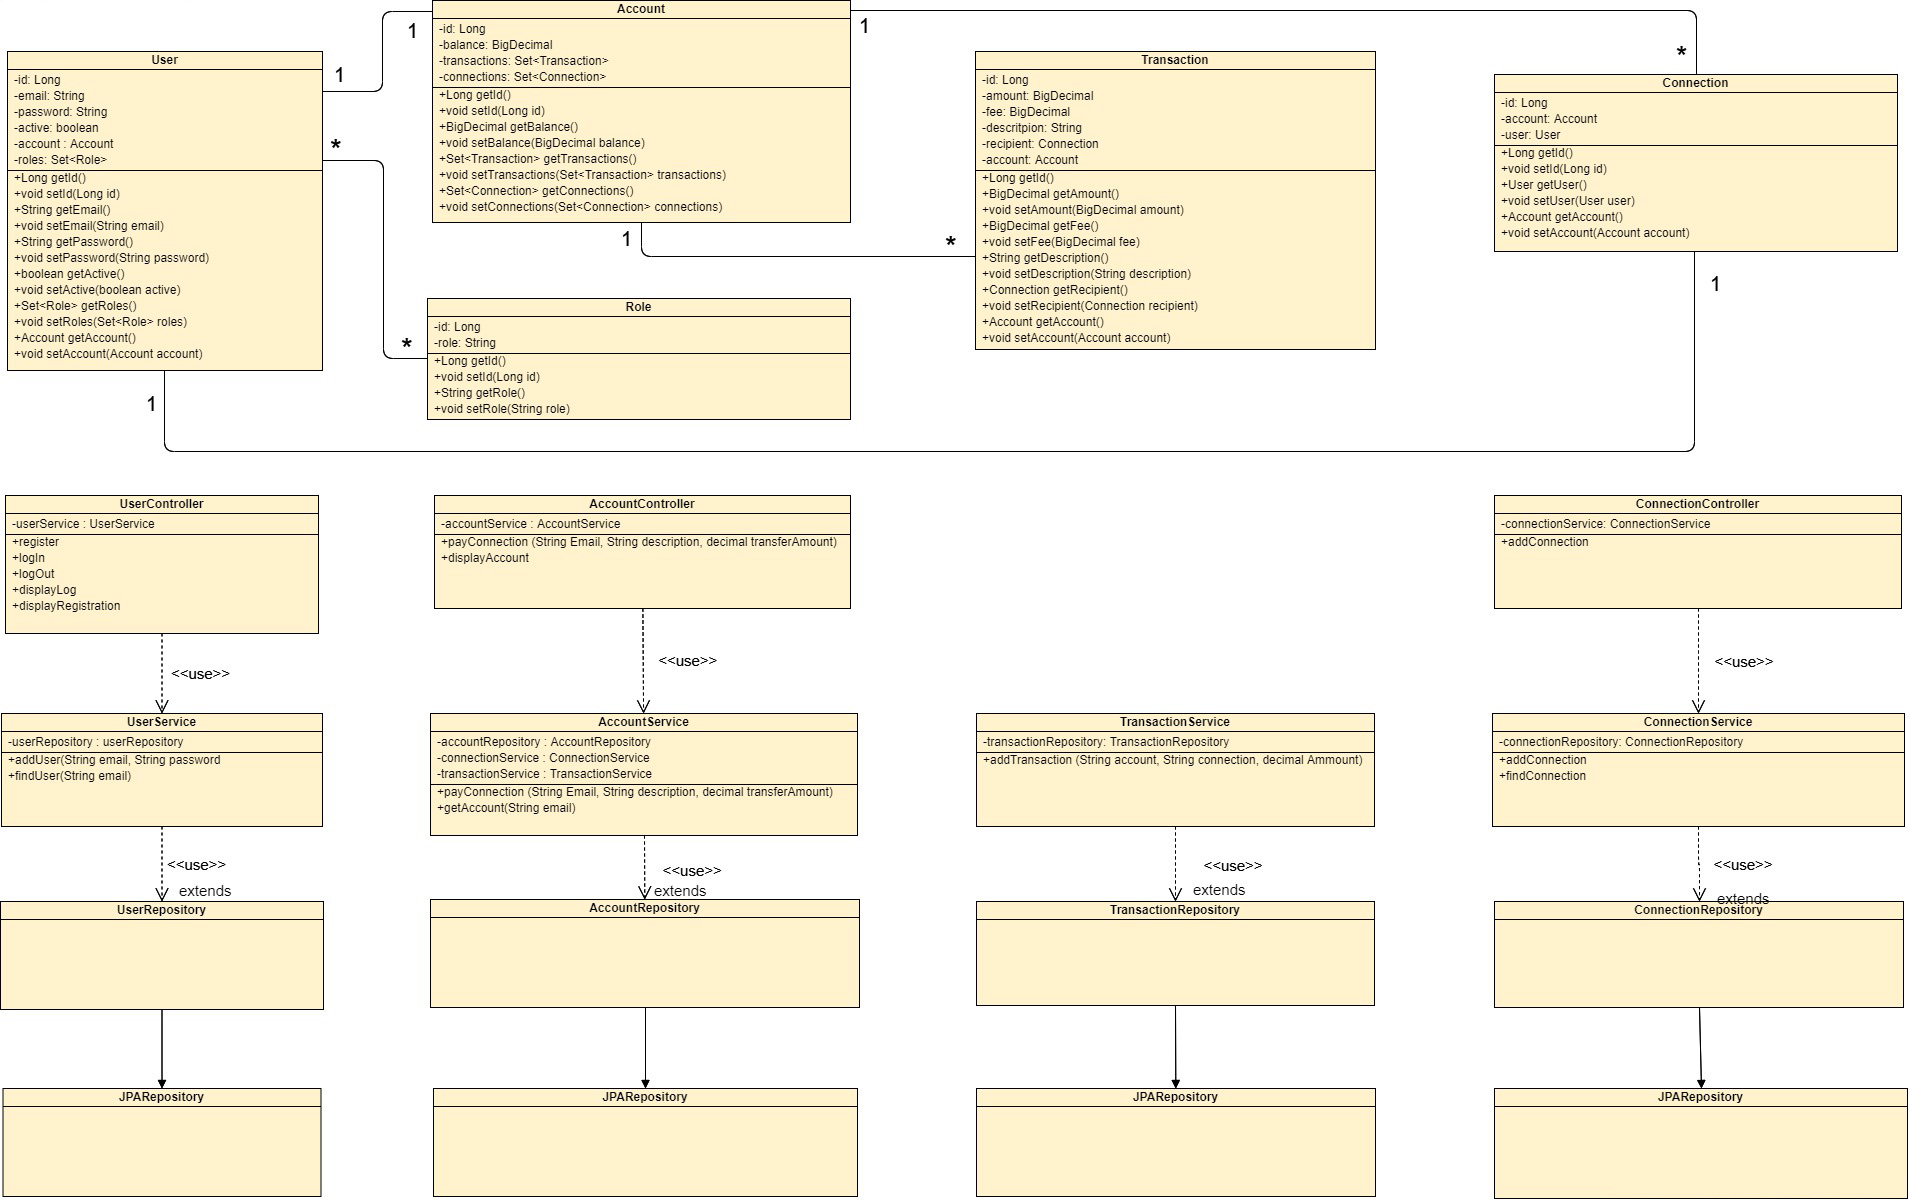 Account
-id: Long
-balance: BigDecimal
-transactions: Set<Transaction>
-connections: Set<Connection>
+Long getId()
+void setId(Long id)
+BigDecimal getBalance()
+void setBalance(BigDecimal balance)
+Set<Transaction> getTransactions()
+void setTransactions(Set<Transaction> transactions)
+Set<Connection> getConnections()
+void setConnections(Set<Connection> connections)
1
1
1
*
User
-id: Long
-email: String
-password: String
-active: boolean
-account : Account
-roles: Set<Role>
+Long getId()
+void setId(Long id)
+String getEmail()
+void setEmail(String email)
+String getPassword()
+void setPassword(String password)
+boolean getActive()
+void setActive(boolean active)
+Set<Role> getRoles()
+void setRoles(Set<Role> roles)
+Account getAccount()
+void setAccount(Account account)
*
*
1
*
Role
-id: Long
-role: String
+Long getId()
+void setId(Long id)
+String getRole()
+void setRole(String role)
Transaction
-id: Long
-amount: BigDecimal
-fee: BigDecimal
-descritpion: String
-recipient: Connection
-account: Account
+Long getId()
+BigDecimal getAmount()
+void setAmount(BigDecimal amount)
+BigDecimal getFee()
+void setFee(BigDecimal fee)
+String getDescription()
+void setDescription(String description)
+Connection getRecipient()
+void setRecipient(Connection recipient)
+Account getAccount()
+void setAccount(Account account)
Connection
-id: Long
-account: Account
-user: User
+Long getId()
+void setId(Long id)
+User getUser()
+void setUser(User user)
+Account getAccount()
+void setAccount(Account account)
1
1
UserController
-userService : UserService
+register
+logIn
+logOut
+displayLog
+displayRegistration
AccountController
-accountService : AccountService
+payConnection (String Email, String description, decimal transferAmount)
+displayAccount
ConnectionController
-connectionService: ConnectionService
+addConnection
<<use>>
<<use>>
<<use>>
UserService
-userRepository : userRepository
+addUser(String email, String password
+findUser(String email)
AccountService
-accountRepository : AccountRepository
-connectionService : ConnectionService
-transactionService : TransactionService
+payConnection (String Email, String description, decimal transferAmount)
+getAccount(String email)
TransactionService
-transactionRepository: TransactionRepository
+addTransaction (String account, String connection, decimal Ammount)
ConnectionService
-connectionRepository: ConnectionRepository
+addConnection
+findConnection
<<use>>
<<use>>
<<use>>
<<use>>
extends
extends
extends
extends
UserRepository
AccountRepository
TransactionRepository
ConnectionRepository
JPARepository
JPARepository
JPARepository
JPARepository